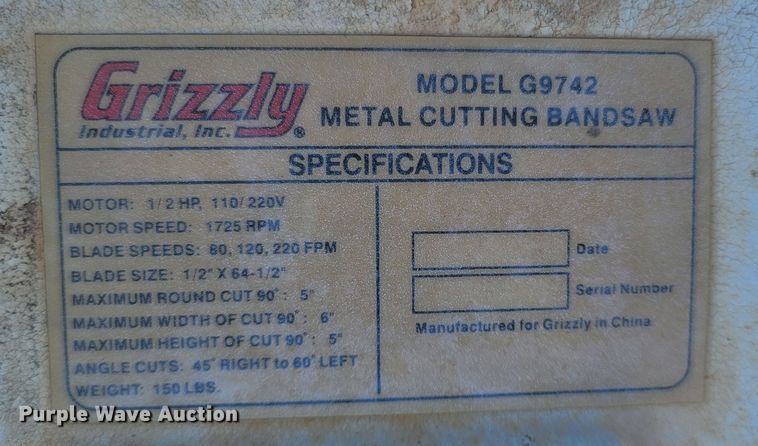 Grizzly
Industrial, Inc. ®
MODEL G9742
METAL CUTTING BANDSAW
SPECIFICATIONS
MOTOR: 1/2 HP, 110/220V
MOTOR SPEED: 1725 RPM
BLADE SPEEDS: 80, 120, 220 FPM
BLADE SIZE: 1/2" X 64-1/2"
MAXIMUM ROUND CUT 90°: 5"
MAXIMUM WIDTH OF CUT 90°: 6"
MAXIMUM HEIGHT OF CUT 90°: 5"
ANGLE CUTS: 45° RIGHT to 60° LEFT
WEIGHT: 150 LBS.
Date
Serial Number
Manufactured for Grizzly in China
Purple Wave Auction